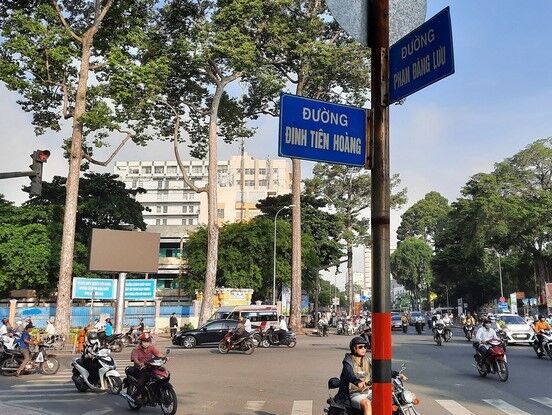 ĐƯỜNG
ĐINH TIÊN HOÀNG
ĐƯỜNG
PHAN ĐĂNG LƯU